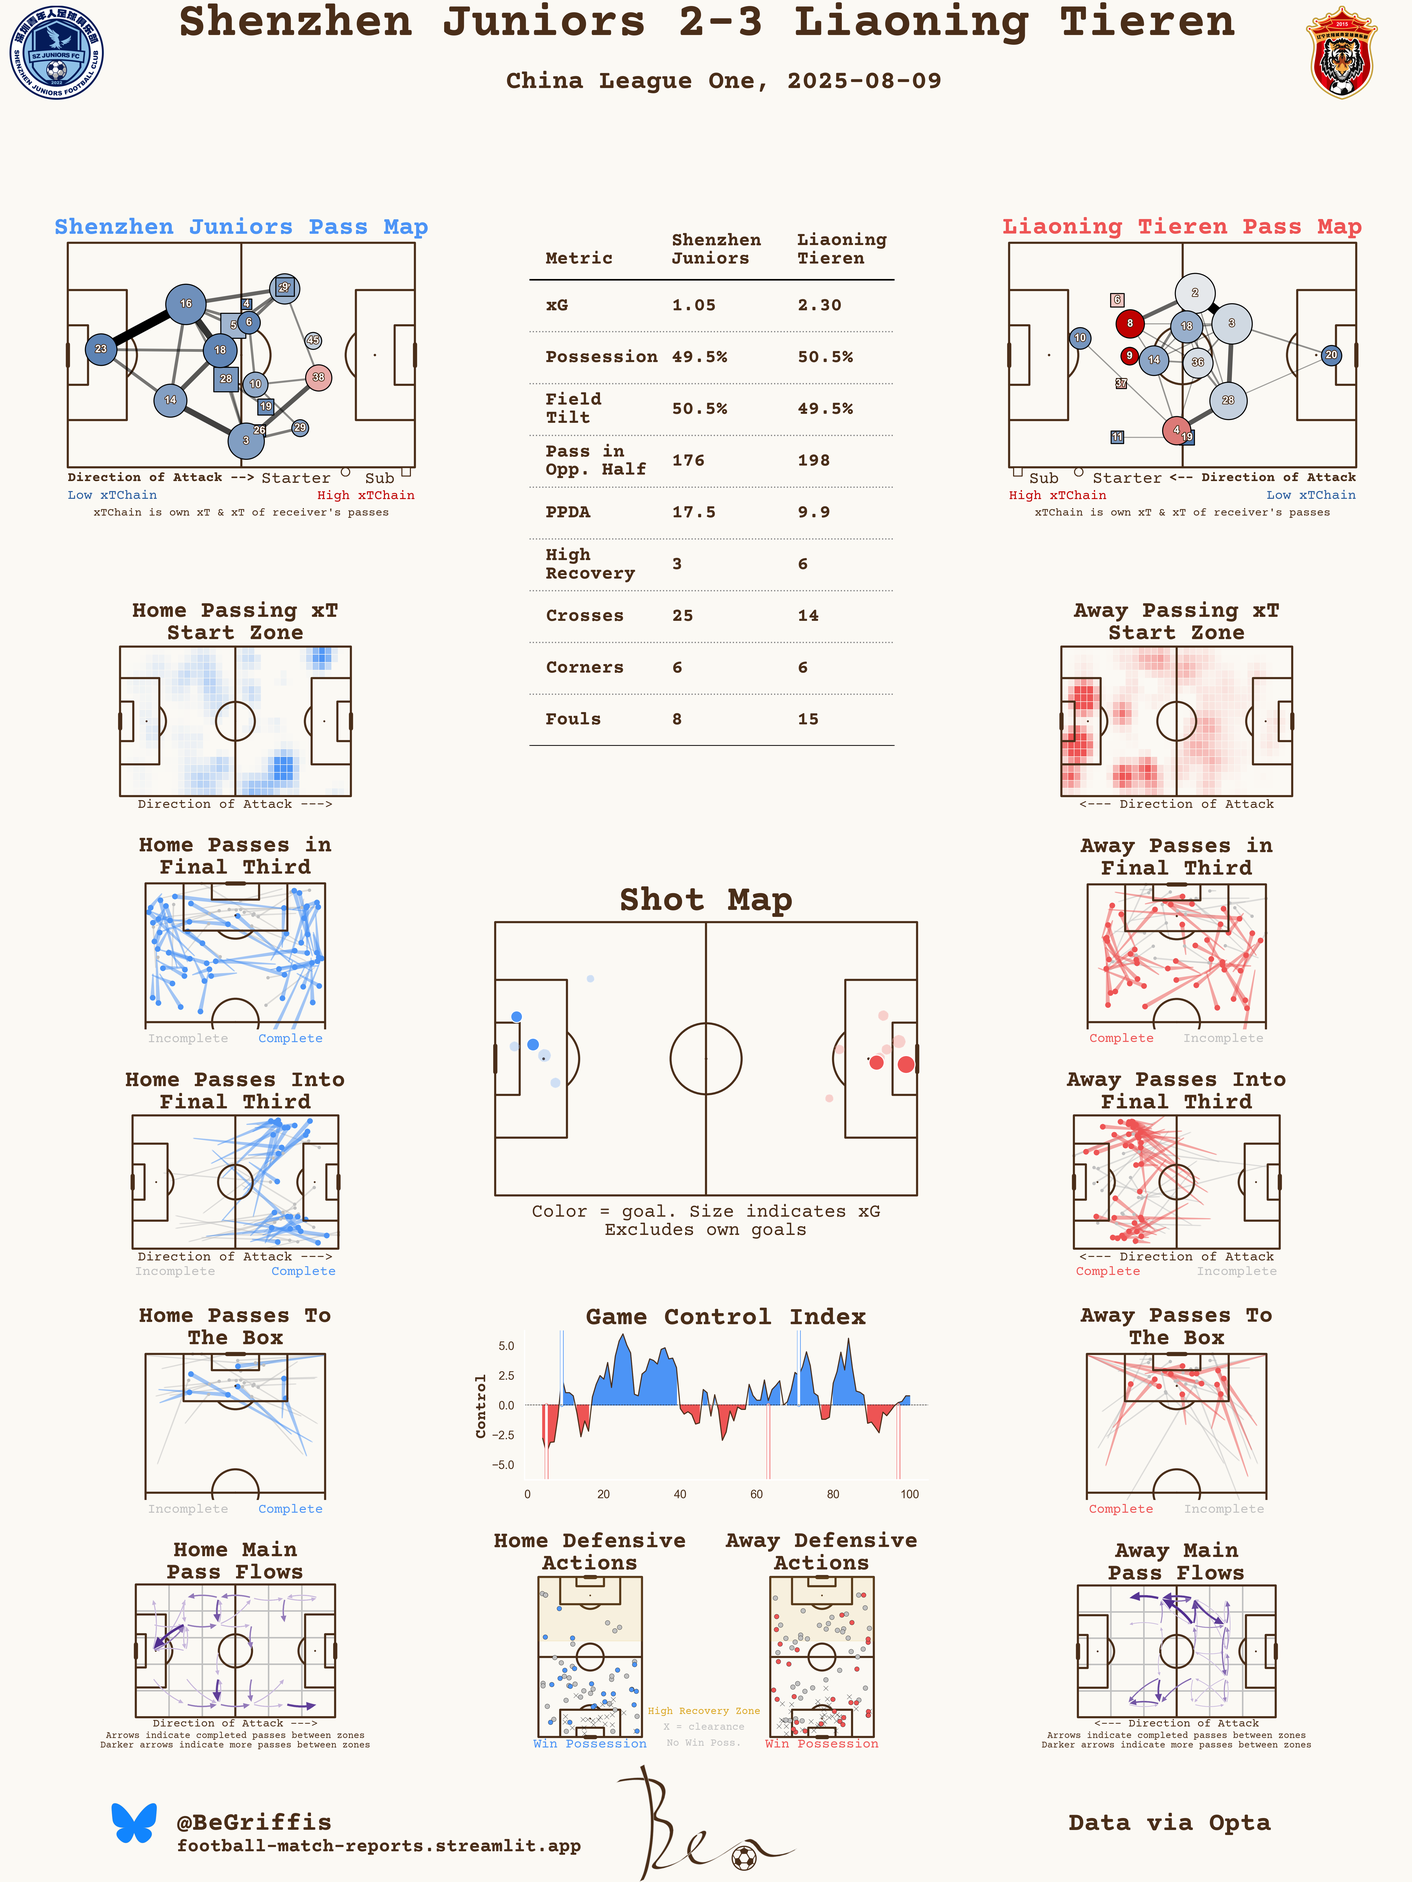 Shenzhen Juniors 2-3 Liaoning Tieren
China League One, 2025-08-09
SZ JUNIORS FC
SHENZHEN JUNIORS FOOTBALL CLUB
2015
Shenzhen Juniors Pass Map
16
4
5
6
23
18
45
28
10
38
14
19
26
29
3
Direction of Attack --> Starter Sub
Low xTChain High xTChain
xTChain is own xT & xT of receiver's passes
Metric Shenzhen Juniors Liaoning Tieren
xG 1.05 2.30
Possession 49.5% 50.5%
Field Tilt 50.5% 49.5%
Pass in Opp. Half 176 198
PPDA 17.5 9.9
High Recovery 3 6
Crosses 25 14
Corners 6 6
Fouls 8 15
Liaoning Tieren Pass Map
2
6
8
18
3
10
9
14
36
20
37
28
4
11
19
Sub Starter <-- Direction of Attack
High xTChain Low xTChain
xTChain is own xT & xT of receiver's passes
Home Passing xT
Start Zone
Direction of Attack --->
Away Passing xT
Start Zone
<--- Direction of Attack
Home Passes in
Final Third
Incomplete Complete
Away Passes in
Final Third
Complete Incomplete
Shot Map
Color = goal. Size indicates xG
Excludes own goals
Home Passes Into
Final Third
Direction of Attack --->
Incomplete Complete
Away Passes Into
Final Third
<--- Direction of Attack
Complete Incomplete
Home Passes To
The Box
Incomplete Complete
Game Control Index
Control
5.0
2.5
0.0
−2.5
−5.0
0 20 40 60 80 100
Away Passes To
The Box
Complete Incomplete
Home Main
Pass Flows
Direction of Attack --->
Arrows indicate completed passes between zones
Darker arrows indicate more passes between zones
Home Defensive
Actions
Win Possession
High Recovery Zone
X = clearance
No Win Poss.
Away Defensive
Actions
Win Possession
Away Main
Pass Flows
<--- Direction of Attack
Arrows indicate completed passes between zones
Darker arrows indicate more passes between zones
@BeGriffis
football-match-reports.streamlit.app
Ben
Data via Opta